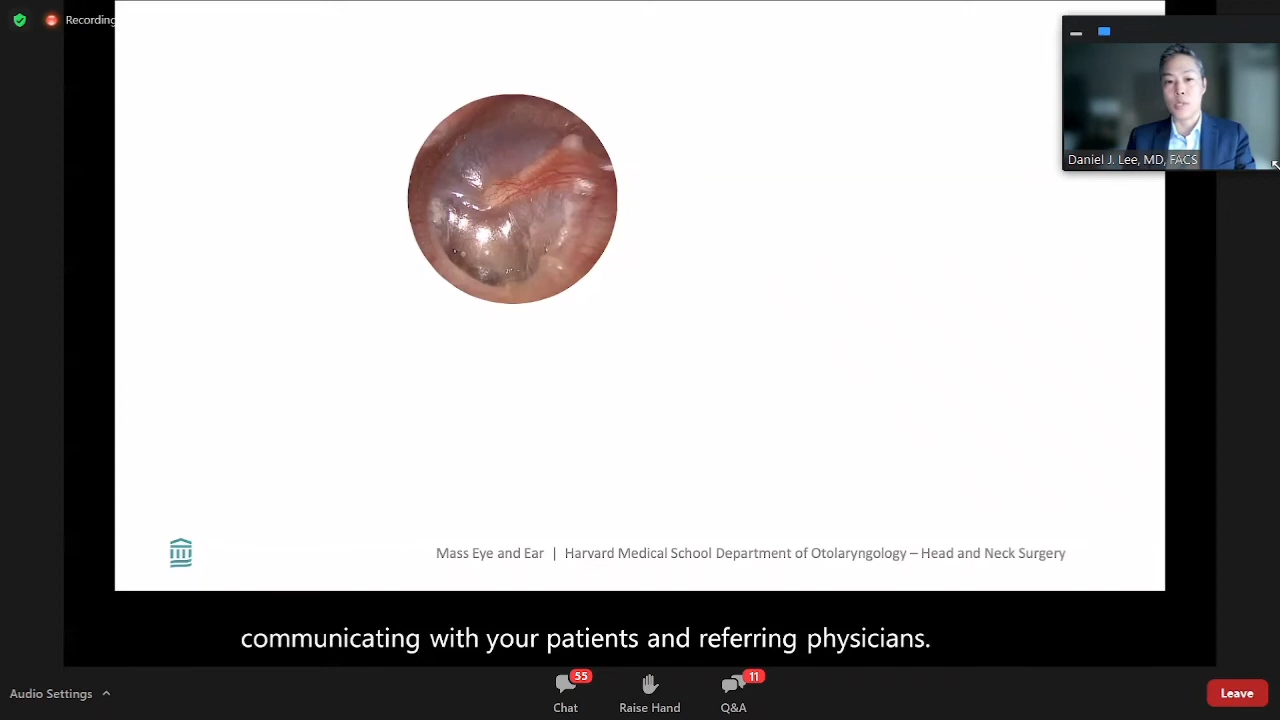 Recording
Daniel J. Lee, MD, FACS
Mass Eye and Ear | Harvard Medical School Department of Otolaryngology – Head and Neck Surgery
communicating with your patients and referring physicians.
Audio Settings
55
Chat
Raise Hand
11
Q&A
Leave